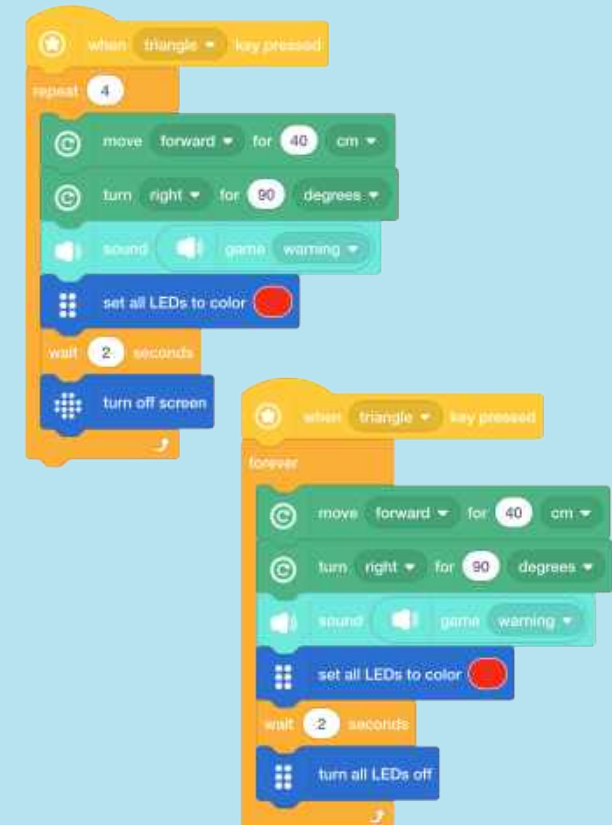 when triangle key pressed
repeat 4
move forward for 40 cm
turn right for 90 degrees
sound game warning
set all LEDs to color
wait 2 seconds
turn off screen
when triangle key pressed
forever
move forward for 40 cm
turn right for 90 degrees
sound game warning
set all LEDs to color
wait 2 seconds
turn all LEDs off